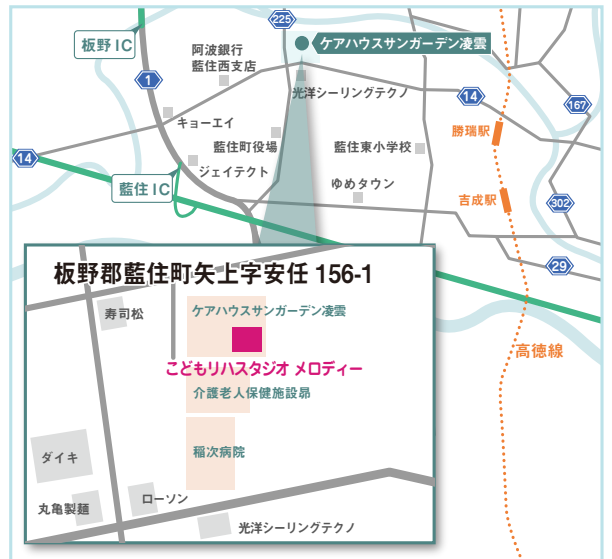 225
板野IC
ケアハウスサンガーデン凌雲
阿波銀行
藍住西支店
1
光洋シーリングテクノ
14
167
キョーエイ
勝瑞駅
藍住町役場
藍住東小学校
14
ジェイテクト
藍住IC
ゆめタウン
吉成駅
302
29
板野郡藍住町矢上字安任 156-1
寿司松
ケアハウスサンガーデン凌雲
こどもリハスタジオ メロディー
高徳線
介護老人保健施設昴
稲次病院
ダイキ
ローソン
丸亀製麺
光洋シーリングテクノ